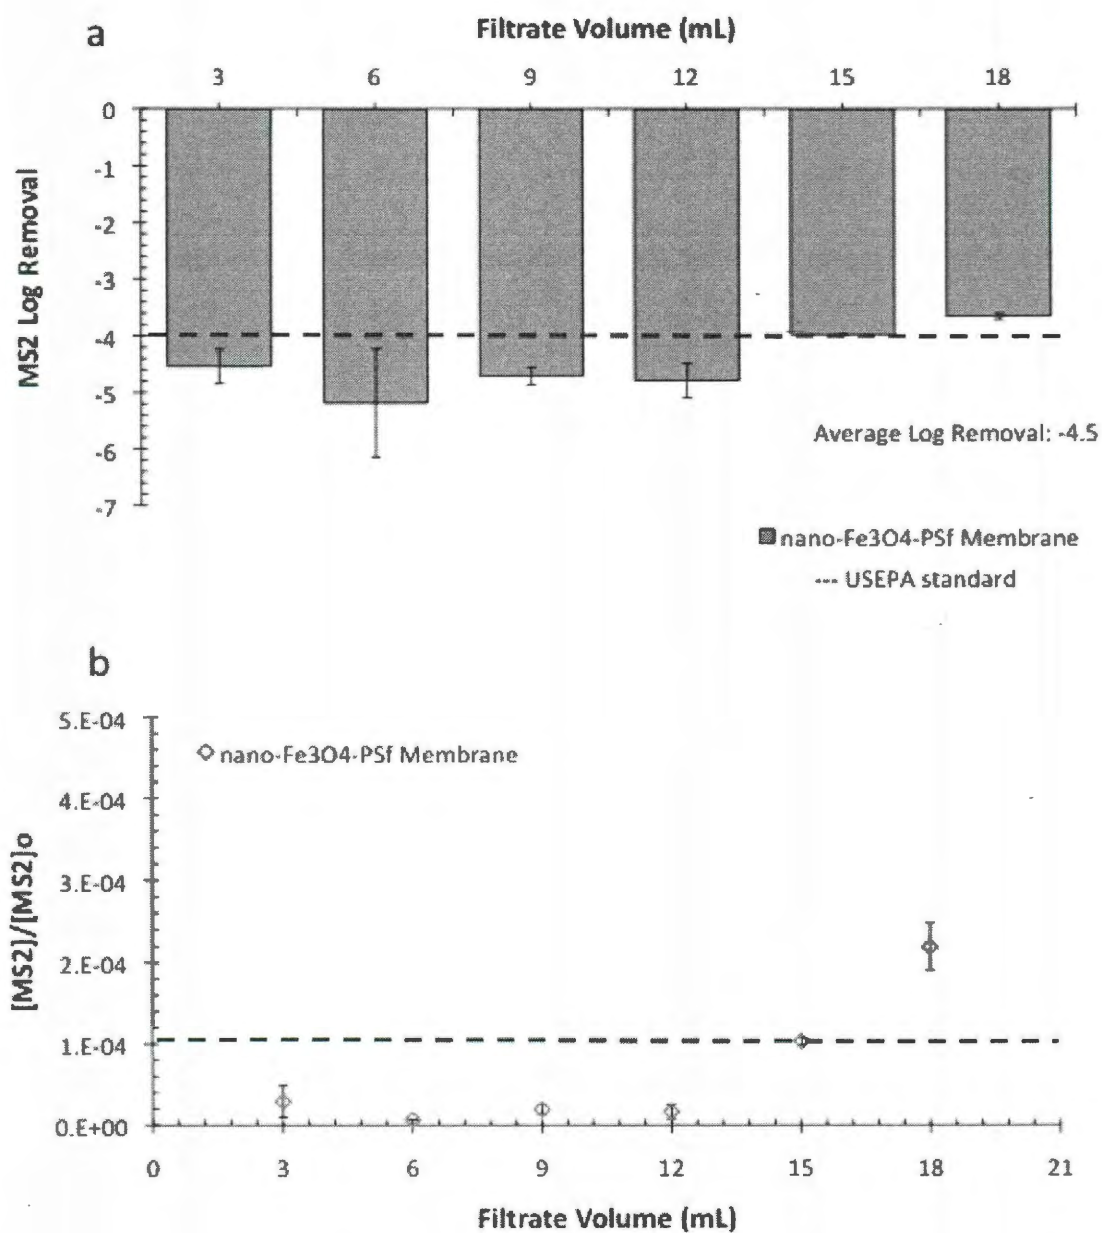 a
Filtrate Volume (mL)
3 6 9 12 15 18
MS2 Log Removal
0
-1
-2
-3
-4
-5
-6
-7
Average Log Removal: -4.5
nano-Fe3O4-PSf Membrane
--- USEPA standard
b
[MS2]/[MS2]o
5.E-04
4.E-04
3.E-04
2.E-04
1.E-04
0.E+00
nano-Fe3O4-PSf Membrane
0 3 6 9 12 15 18 21
Filtrate Volume (mL)